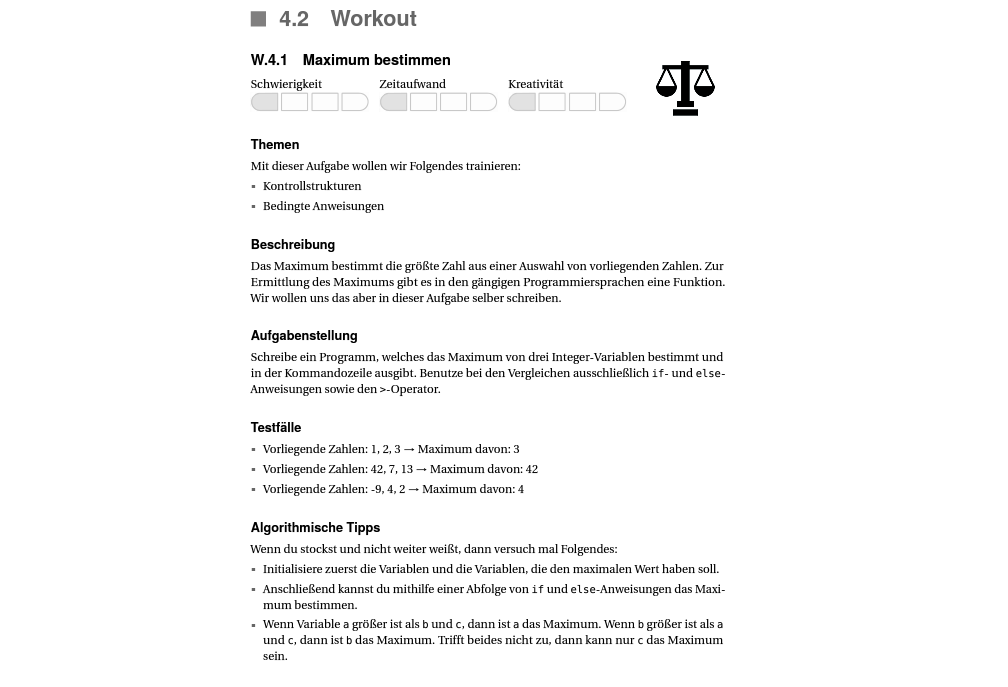 4.2 Workout
W.4.1 Maximum bestimmen
Schwierigkeit Zeitaufwand Kreativität
Themen
Mit dieser Aufgabe wollen wir Folgendes trainieren:
▪ Kontrollstrukturen
▪ Bedingte Anweisungen
Beschreibung
Das Maximum bestimmt die größte Zahl aus einer Auswahl von vorliegenden Zahlen. Zur
Ermittlung des Maximums gibt es in den gängigen Programmiersprachen eine Funktion.
Wir wollen uns das aber in dieser Aufgabe selber schreiben.
Aufgabenstellung
Schreibe ein Programm, welches das Maximum von drei Integer-Variablen bestimmt und
in der Kommandozeile ausgibt. Benutze bei den Vergleichen ausschließlich if- und else-
Anweisungen sowie den >-Operator.
Testfälle
▪ Vorliegende Zahlen: 1, 2, 3 → Maximum davon: 3
▪ Vorliegende Zahlen: 42, 7, 13 → Maximum davon: 42
▪ Vorliegende Zahlen: -9, 4, 2 → Maximum davon: 4
Algorithmische Tipps
Wenn du stockst und nicht weiter weißt, dann versuch mal Folgendes:
▪ Initialisiere zuerst die Variablen und die Variablen, die den maximalen Wert haben soll.
▪ Anschließend kannst du mithilfe einer Abfolge von if und else-Anweisungen das Maxi-
mum bestimmen.
▪ Wenn Variable a größer ist als b und c, dann ist a das Maximum. Wenn b größer ist als a
und c, dann ist b das Maximum. Trifft beides nicht zu, dann kann nur c das Maximum
sein.